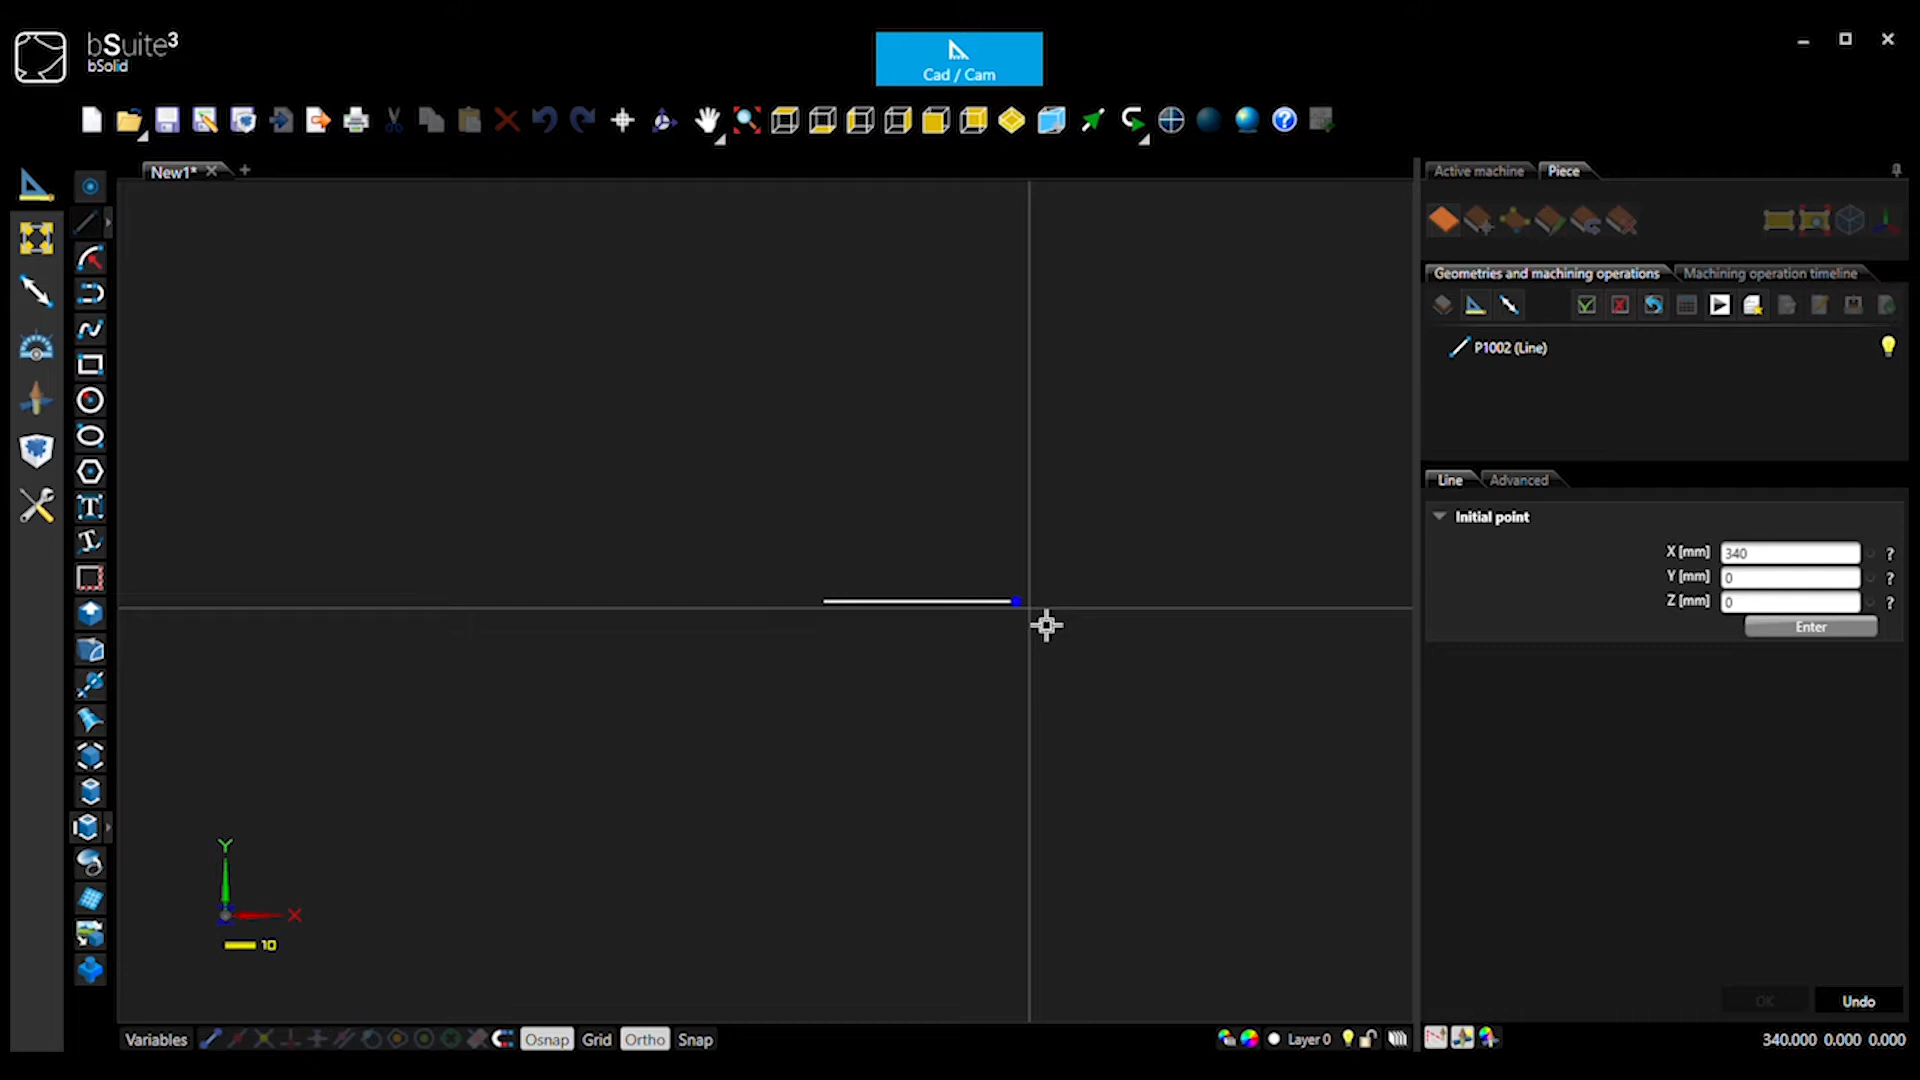 bSuite³
bSolid
Cad / Cam
New1*
Active machine
Piece
Geometries and machining operations
Machining operation timeline
P1002 (Line)
Line
Advanced
Initial point
X [mm] 340 ?
Y [mm] 0 ?
Z [mm] 0 ?
Enter
Y
X
10
OK
Undo
Variables
Osnap
Grid
Ortho
Snap
Layer 0
340.000 0.000 0.000